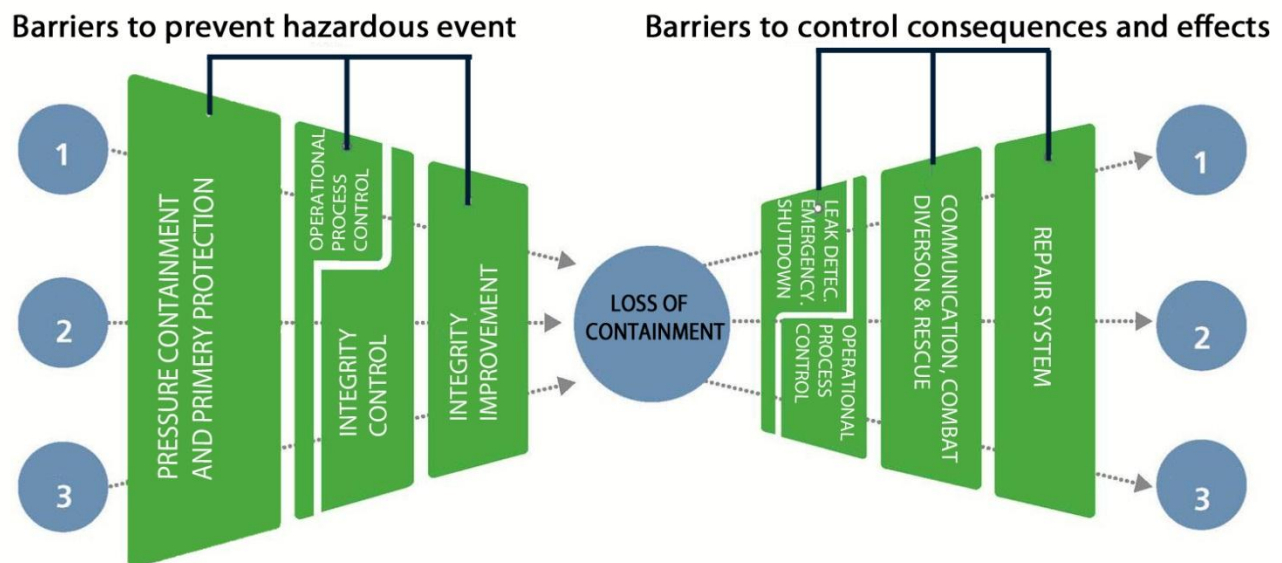 Barriers to prevent hazardous event
Barriers to control consequences and effects
1
2
3
PRESSURE CONTAINMENT
AND PRIMERY PROTECTION
OPERATIONAL
PROCESS
CONTROL
INTEGRITY
CONTROL
INTEGRITY
IMPROVEMENT
LOSS OF
CONTAINMENT
LEAK DETEC.
EMERGENCY.
SHUTDOWN
OPERATIONAL
PROCESS
CONTROL
COMMUNICATION, COMBAT
DIVERSON & RESCUE
REPAIR SYSTEM
1
2
3